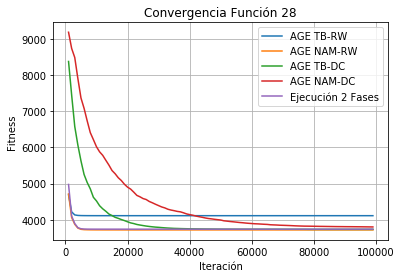 Convergencia Función 28
AGE TB-RW
AGE NAM-RW
AGE TB-DC
AGE NAM-DC
Ejecución 2 Fases
Fitness
9000
8000
7000
6000
5000
4000
0 20000 40000 60000 80000 100000
Iteración